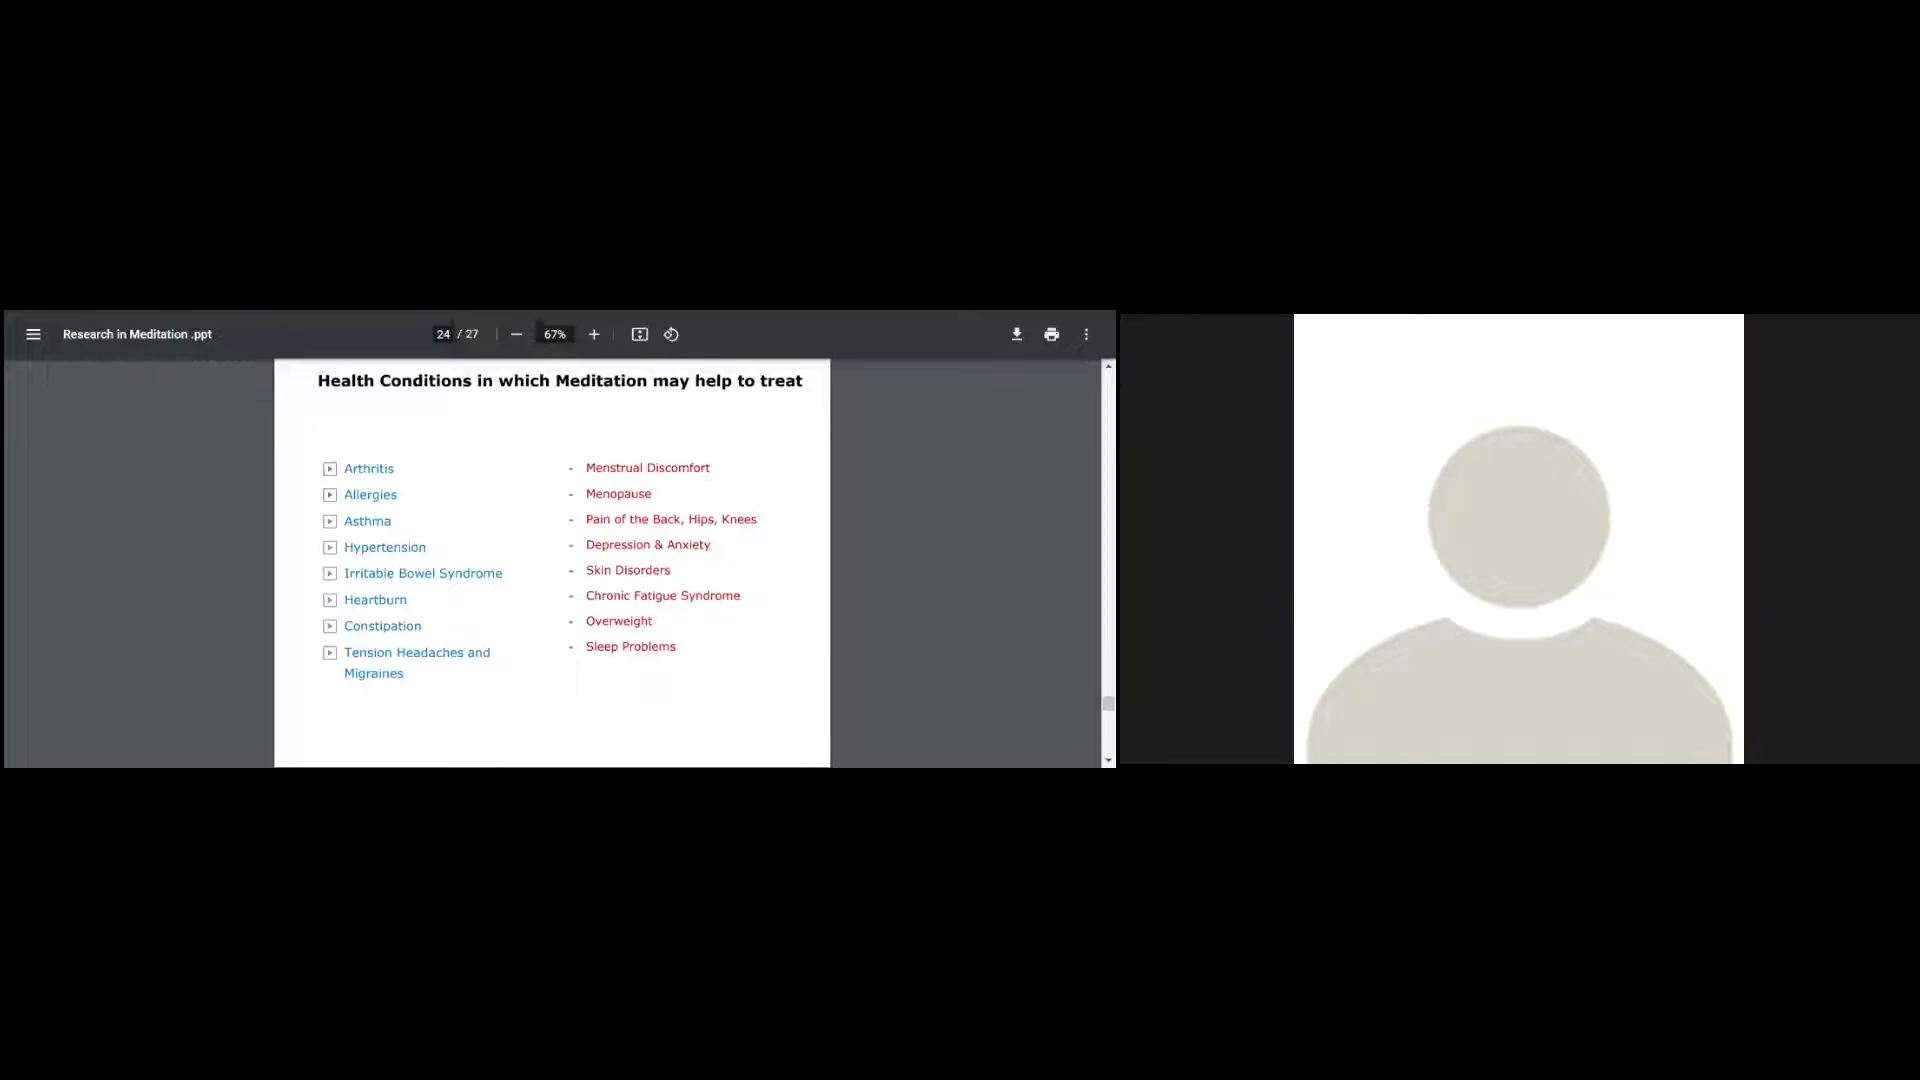 Research in Meditation .ppt
24 / 27
67%
Health Conditions in which Meditation may help to treat
Arthritis
Allergies
Asthma
Hypertension
Irritable Bowel Syndrome
Heartburn
Constipation
Tension Headaches and
Migraines
- Menstrual Discomfort
- Menopause
- Pain of the Back, Hips, Knees
- Depression & Anxiety
- Skin Disorders
- Chronic Fatigue Syndrome
- Overweight
- Sleep Problems